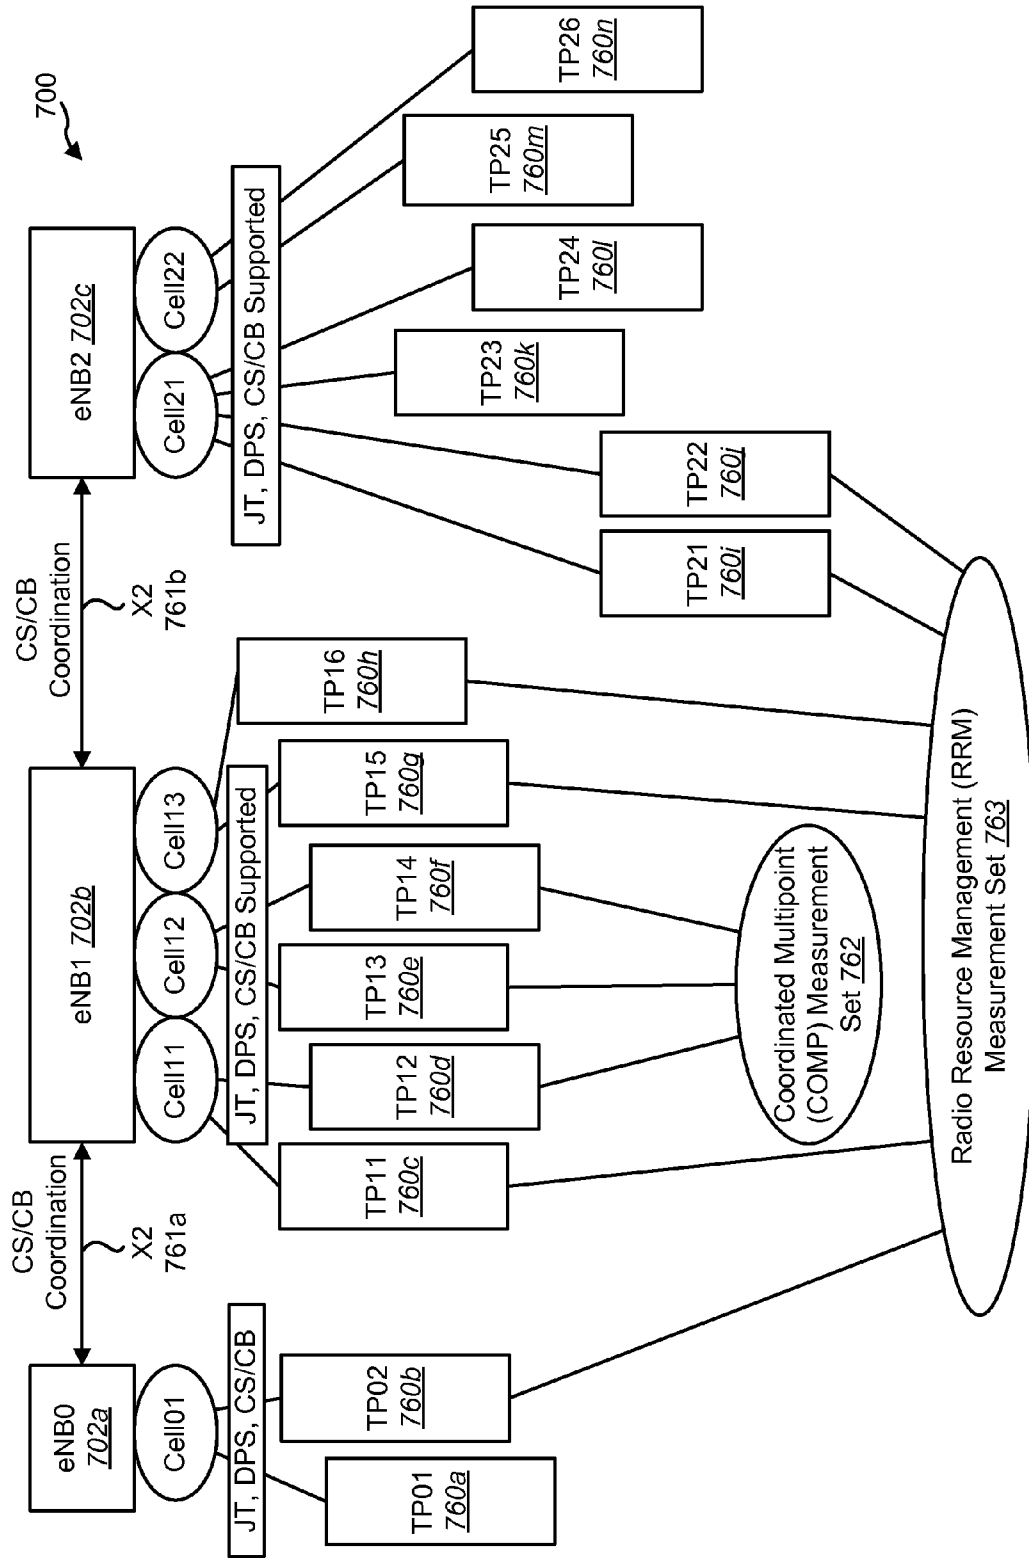 700
CS/CB
Coordination
CS/CB
Coordination
eNB0
702a
eNB1 702b
eNB2 702c
X2
761a
X2
761b
Cell01
Cell11
Cell12
Cell13
Cell21
Cell22
JT, DPS, CS/CB
JT, DPS, CS/CB Supported
JT, DPS, CS/CB Supported
TP01
760a
TP02
760b
TP11
760c
TP12
760d
TP13
760e
TP14
760f
TP15
760g
TP16
760h
TP21
760i
TP22
760j
TP23
760k
TP24
760l
TP25
760m
TP26
760n
Coordinated Multipoint
(COMP) Measurement
Set 762
Radio Resource Management (RRM)
Measurement Set 763